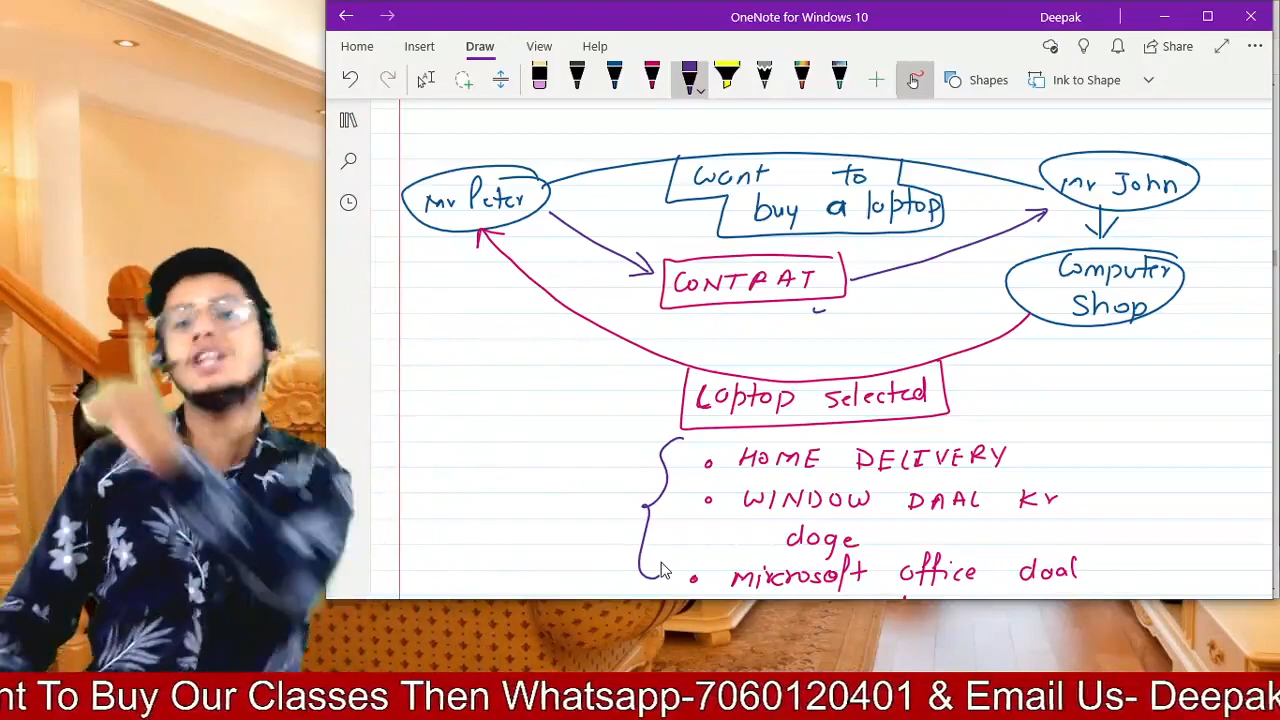 OneNote for Windows 10
Deepak
Home Insert Draw View Help
Share
Shapes
Ink to Shape
Mr Peter
want to
buy a laptop
Mr John
CONTRAT
Computer
Shop
Laptop selected
• HOME DELIVERY
• WINDOW DAAL Kr
doge
• mixrosoft office daal
nt To Buy Our Classes Then Whatsapp-7060120401 & Email Us- Deepak